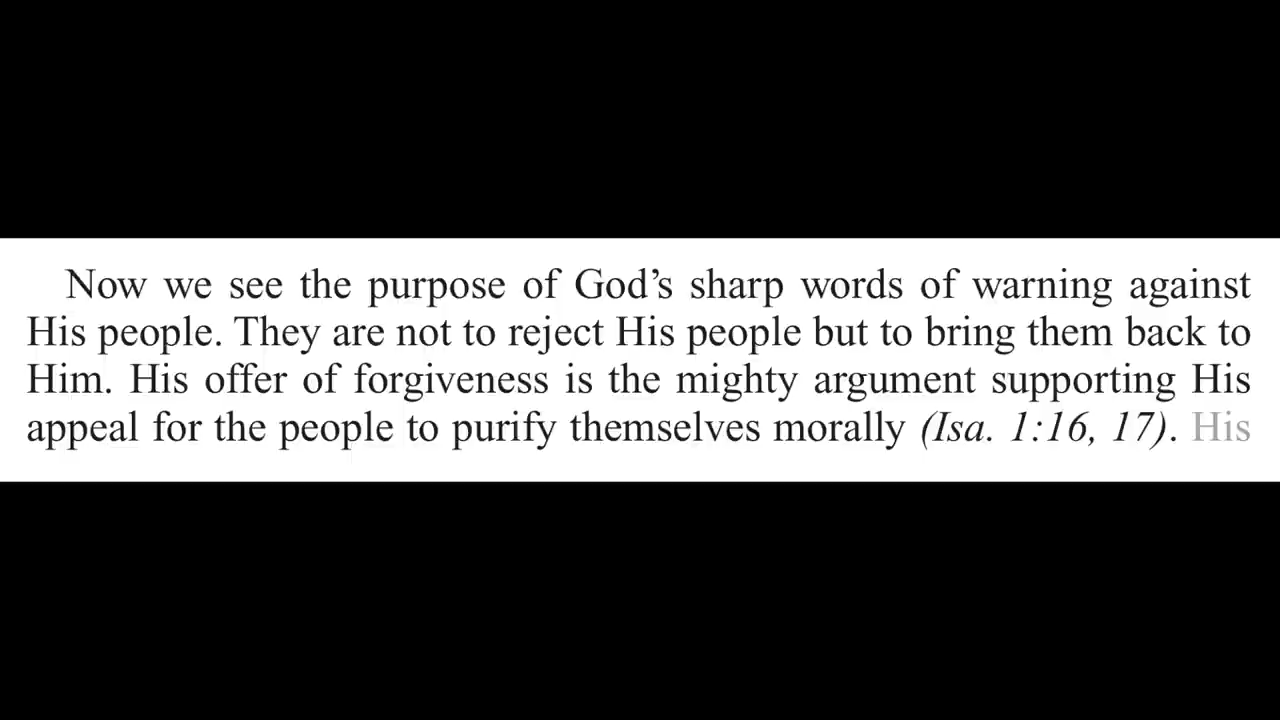 Now we see the purpose of God’s sharp words of warning against
His people. They are not to reject His people but to bring them back to
Him. His offer of forgiveness is the mighty argument supporting His
appeal for the people to purify themselves morally (Isa. 1:16, 17). His